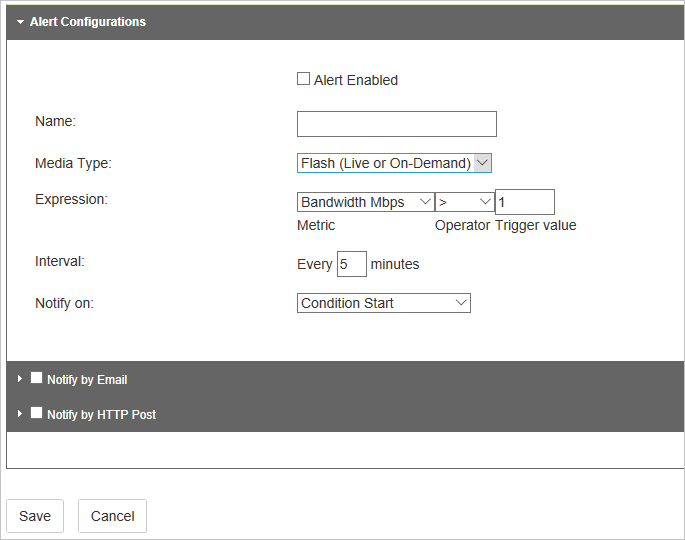 Alert Configurations
Alert Enabled
Name:
Media Type: Flash (Live or On-Demand)
Expression: Bandwidth Mbps > 1
Metric Operator Trigger value
Interval: Every 5 minutes
Notify on: Condition Start
Notify by Email
Notify by HTTP Post
Save Cancel